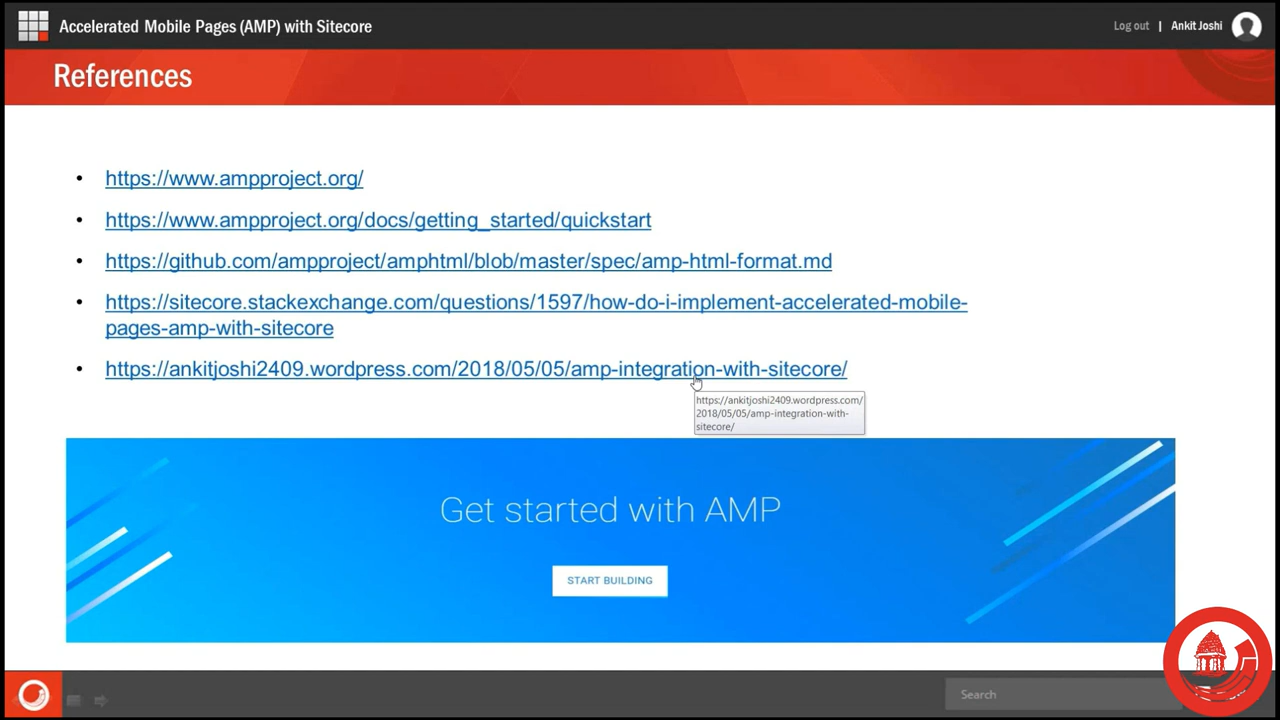 Accelerated Mobile Pages (AMP) with Sitecore
Log out | Ankit Joshi
References
• https://www.ampproject.org/
• https://www.ampproject.org/docs/getting_started/quickstart
• https://github.com/ampproject/amphtml/blob/master/spec/amp-html-format.md
• https://sitecore.stackexchange.com/questions/1597/how-do-i-implement-accelerated-mobile-
pages-amp-with-sitecore
• https://ankitjoshi2409.wordpress.com/2018/05/05/amp-integration-with-sitecore/
https://ankitjoshi2409.wordpress.com/
2018/05/05/amp-integration-with-
sitecore/
Get started with AMP
START BUILDING
Search